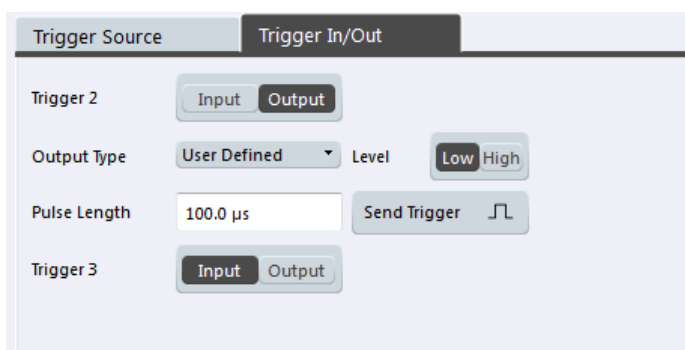 Trigger Source Trigger In/Out
Trigger 2 Input Output
Output Type User Defined Level Low High
Pulse Length 100.0 µs Send Trigger
Trigger 3 Input Output